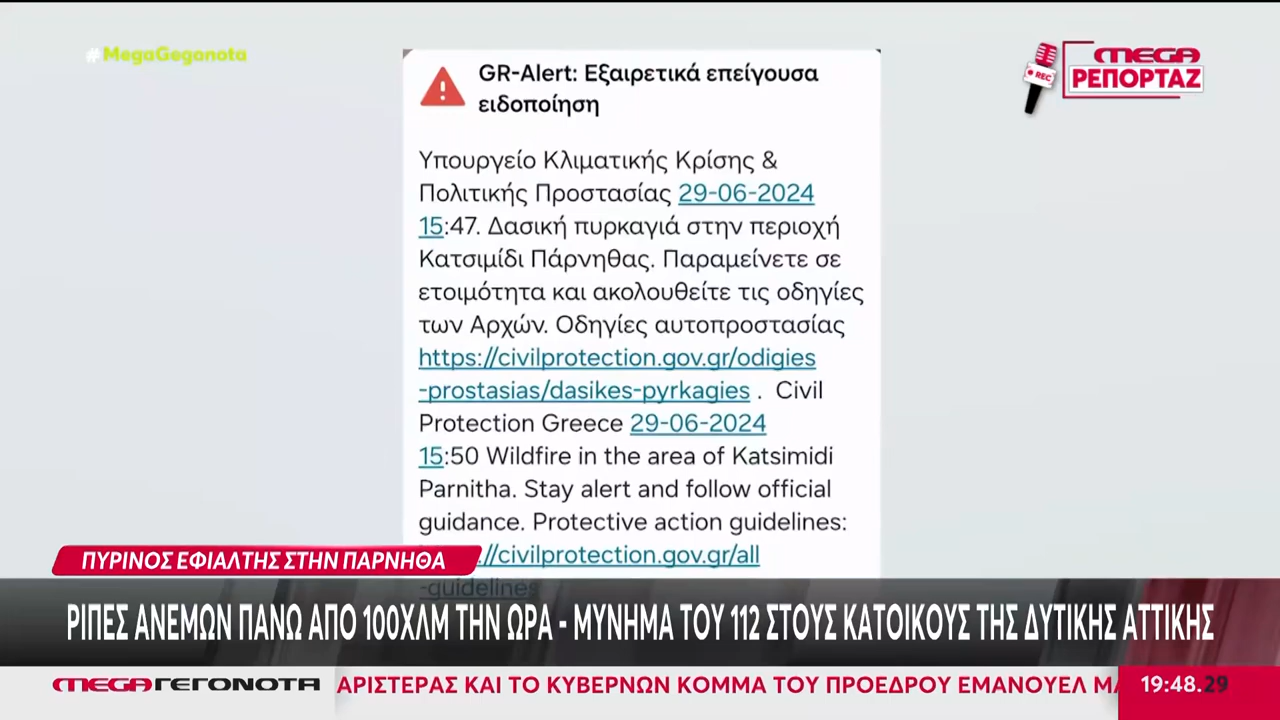 #MegaGegonota
REC
MEGA
ΡΕΠΟΡΤΑΖ
GR-Alert: Εξαιρετικά επείγουσα
ειδοποίηση
Υπουργείο Κλιματικής Κρίσης &
Πολιτικής Προστασίας 29-06-2024
15:47. Δασική πυρκαγιά στην περιοχή
Κατσιμίδι Πάρνηθας. Παραμείνετε σε
ετοιμότητα και ακολουθείτε τις οδηγίες
των Αρχών. Οδηγίες αυτοπροστασίας
https://civilprotection.gov.gr/odigies
-prostasias/dasikes-pyrkagies . Civil
Protection Greece 29-06-2024
15:50 Wildfire in the area of Katsimidi
Parnitha. Stay alert and follow official
guidance. Protective action guidelines:
//civilprotection.gov.gr/all
-guidelines
ΠΥΡΙΝΟΣ ΕΦΙΑΛΤΗΣ ΣΤΗΝ ΠΑΡΝΗΘΑ
ΡΙΠΕΣ ΑΝΕΜΩΝ ΠΑΝΩ ΑΠΟ 100ΧΛΜ ΤΗΝ ΩΡΑ - ΜΥΝΗΜΑ ΤΟΥ 112 ΣΤΟΥΣ ΚΑΤΟΙΚΟΥΣ ΤΗΣ ΔΥΤΙΚΗΣ ΑΤΤΙΚΗΣ
MEGA ΓΕΓΟΝΟΤΑ ΑΡΙΣΤΕΡΑΣ ΚΑΙ ΤΟ ΚΥΒΕΡΝΩΝ ΚΟΜΜΑ ΤΟΥ ΠΡΟΕΔΡΟΥ ΕΜΑΝΟΥΕΛ 19:48.29